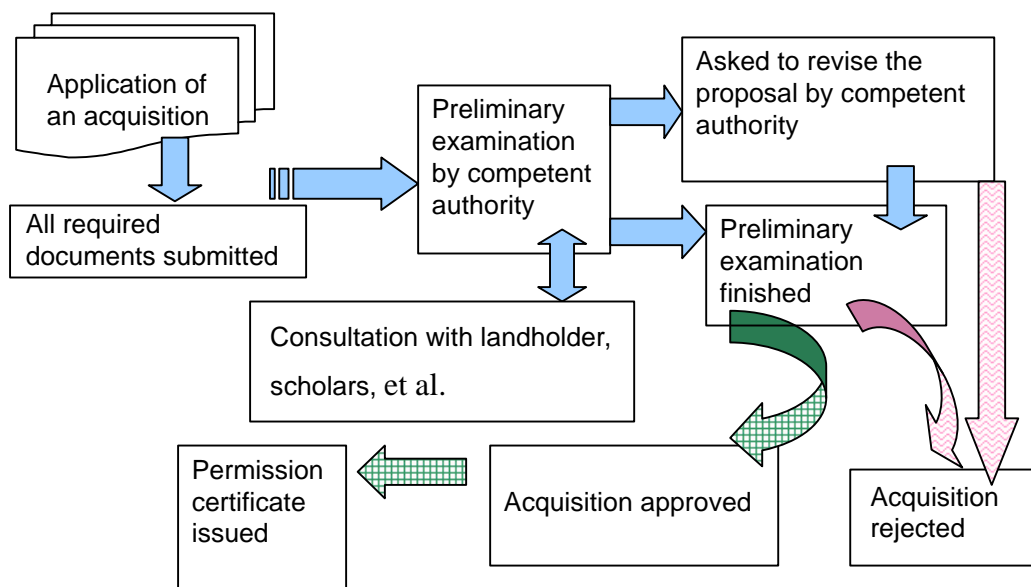 Application of
an acquisition
All required
documents submitted
Preliminary
examination
by competent
authority
Asked to revise the
proposal by competent
authority
Preliminary
examination
finished
Consultation with landholder,
scholars, et al.
Permission
certificate
issued
Acquisition approved
Acquisition
rejected